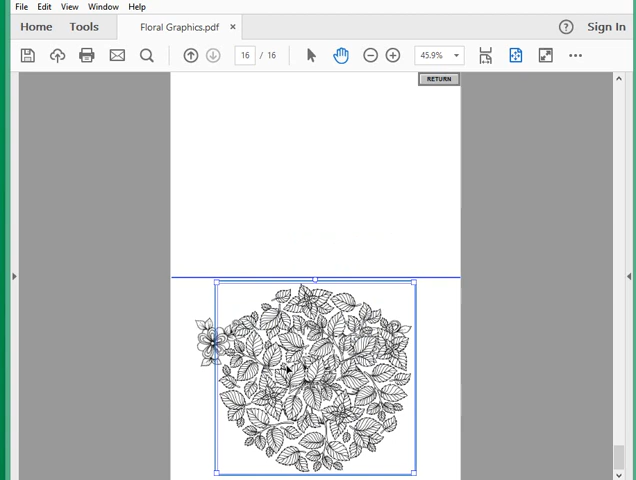 File Edit View Window Help
Home Tools Floral Graphics.pdf × ? Sign In
16 / 16 45.9%
RETURN